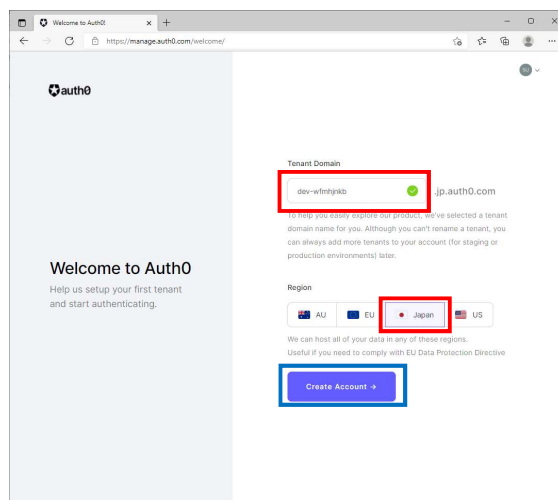 Welcome to Auth0!
https://manage.auth0.com/welcome/
SU
auth0
Tenant Domain
dev-wfmhjnkb
.jp.auth0.com
To help you easily explore our product, we've selected a tenant
domain name for you. Although you can't rename a tenant, you
can always add more tenants to your account (for staging or
production environments) later.
Welcome to Auth0
Help us setup your first tenant
and start authenticating.
Region
AU EU Japan US
We can host all of your data in any of these regions.
Useful if you need to comply with EU Data Protection Directive
Create Account →